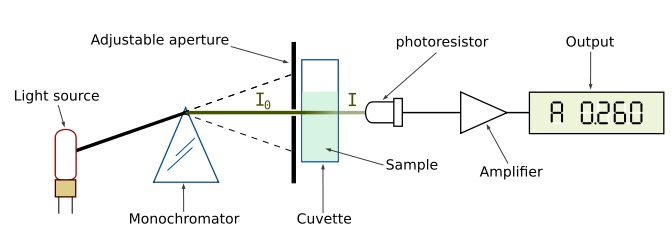 Adjustable aperture
photoresistor
Output
Light source
I₀
I
A 0.260
Sample
Amplifier
Monochromator
Cuvette